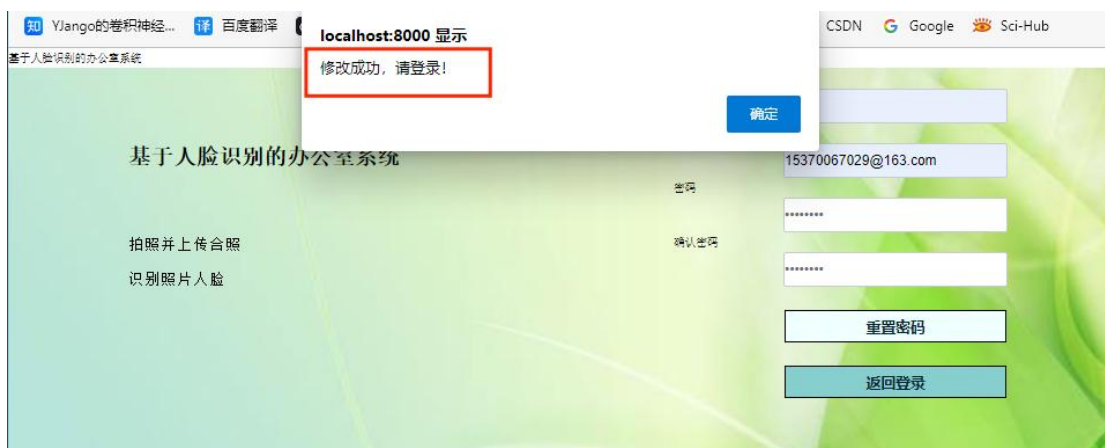 知 YJango的卷积神经... 译 百度翻译
localhost:8000 显示
CSDN G Google Sci-Hub
基于人脸识别的办公室系统
修改成功，请登录!
确定
基于人脸识别的办公室系统
15370067029@163.com
密码
••••••••
拍照并上传合照
确认密码
••••••••
识别照片人脸
重置密码
返回登录